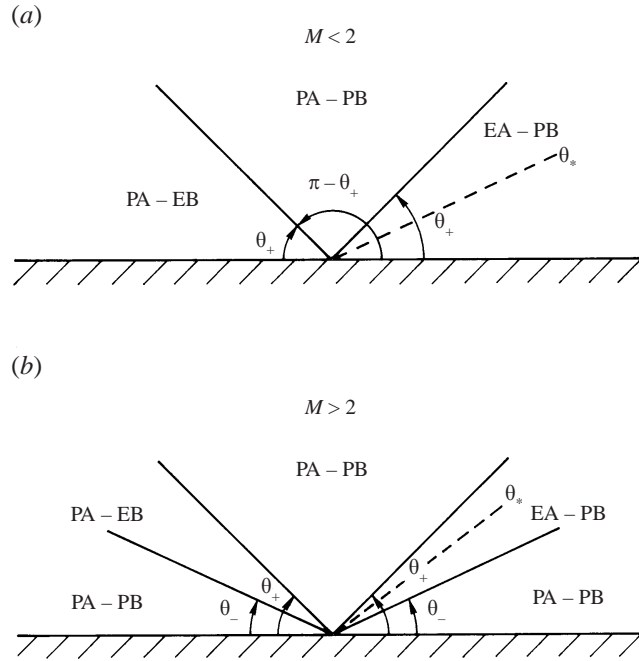 (a)
M < 2
PA – PB
EA – PB
θ*
PA – EB
π – θ+
θ+
θ+
(b)
M > 2
PA – PB
θ*
PA – EB
EA – PB
θ+
θ+
PA – PB
θ–
θ–
PA – PB